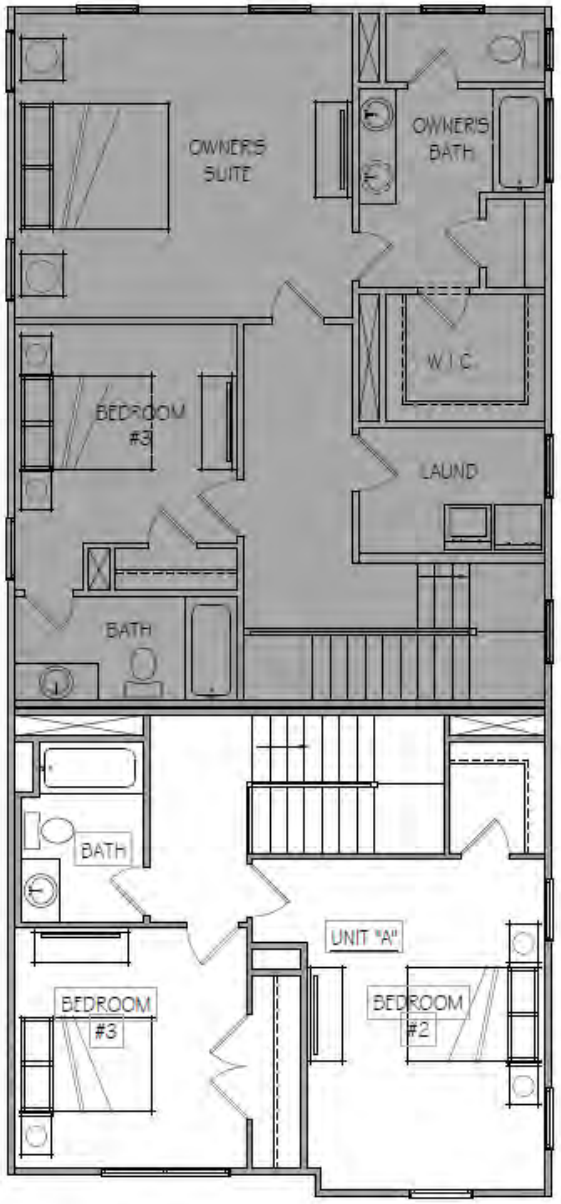 OWNER'S
SUITE
OWNER'S
BATH
BEDROOM
#3
W.I.C.
LAUND
BATH
BATH
UNIT "A"
BEDROOM
#3
BEDROOM
#2